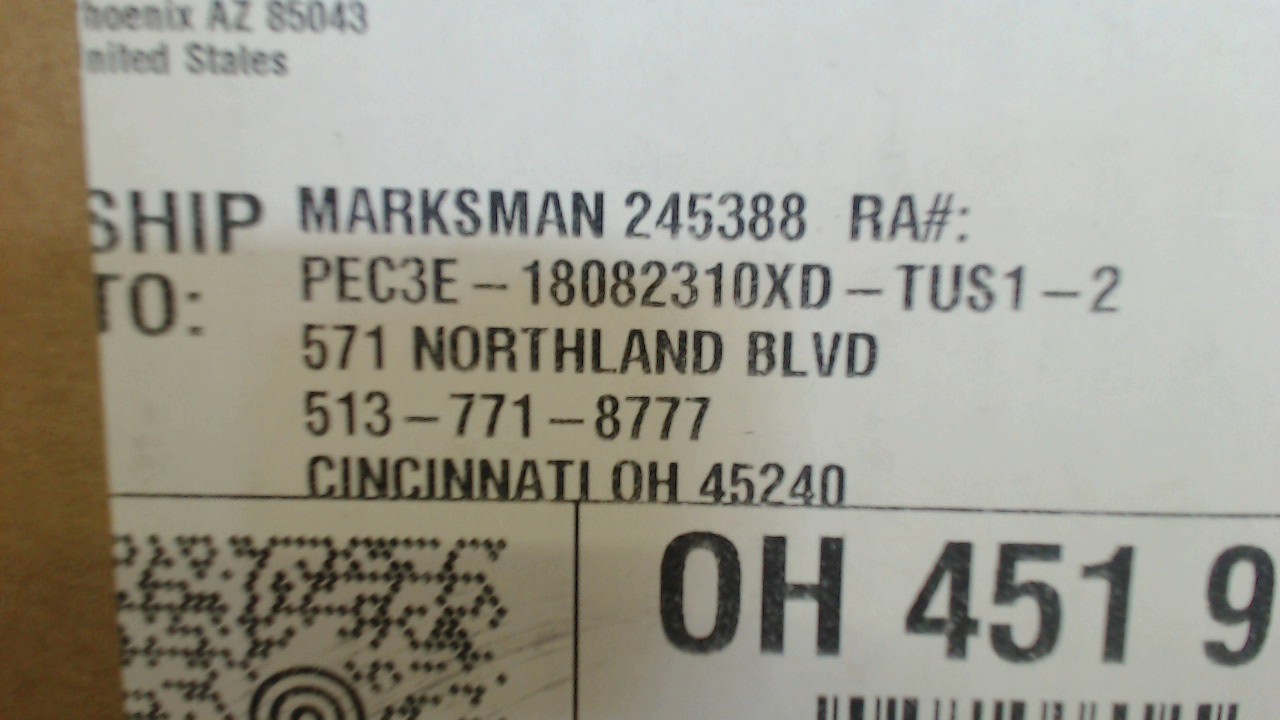 hoenix AZ 85043
nited States
SHIP TO:
MARKSMAN 245388 RA#:
PEC3E-18082310XD-TUS1-2
571 NORTHLAND BLVD
513-771-8777
CINCINNATI OH 45240
OH 451 9